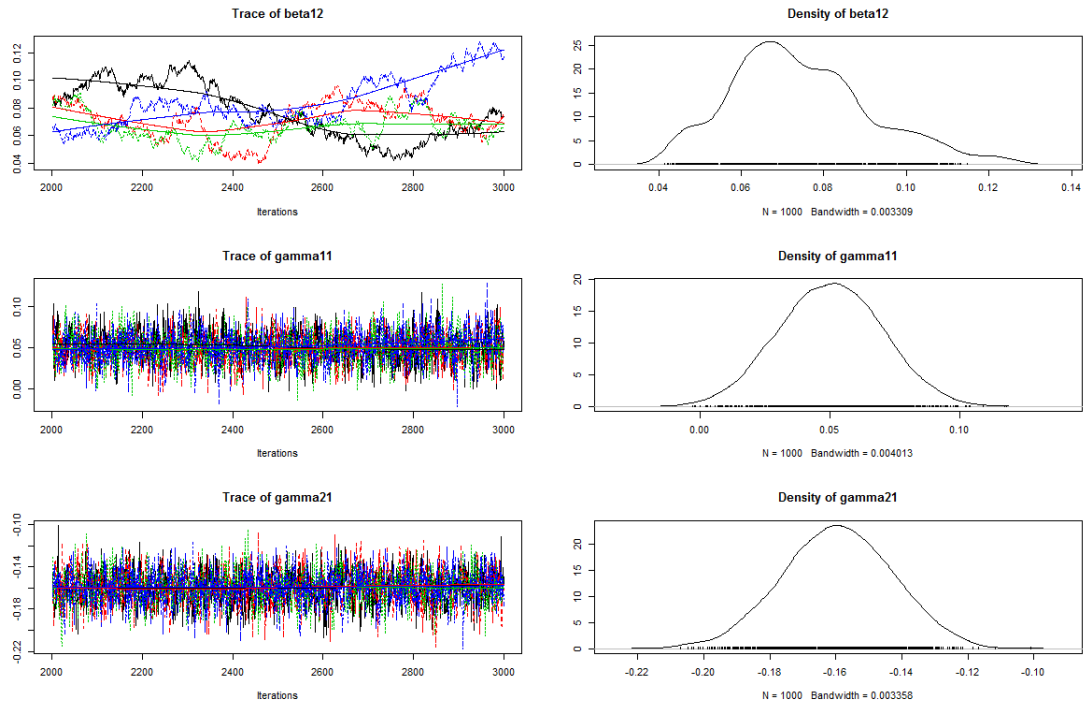 Trace of beta12
0.04 0.06 0.08 0.10 0.12
2000 2200 2400 2600 2800 3000
Iterations
Density of beta12
0 5 10 15 20 25
0.04 0.06 0.08 0.10 0.12 0.14
N = 1000 Bandwidth = 0.003309
Trace of gamma11
0.00 0.05 0.10
2000 2200 2400 2600 2800 3000
Iterations
Density of gamma11
0 5 10 15 20
0.00 0.05 0.10
N = 1000 Bandwidth = 0.004013
Trace of gamma21
-0.22 -0.18 -0.14 -0.10
2000 2200 2400 2600 2800 3000
Iterations
Density of gamma21
0 5 10 15 20
-0.22 -0.20 -0.18 -0.16 -0.14 -0.12 -0.10
N = 1000 Bandwidth = 0.003358